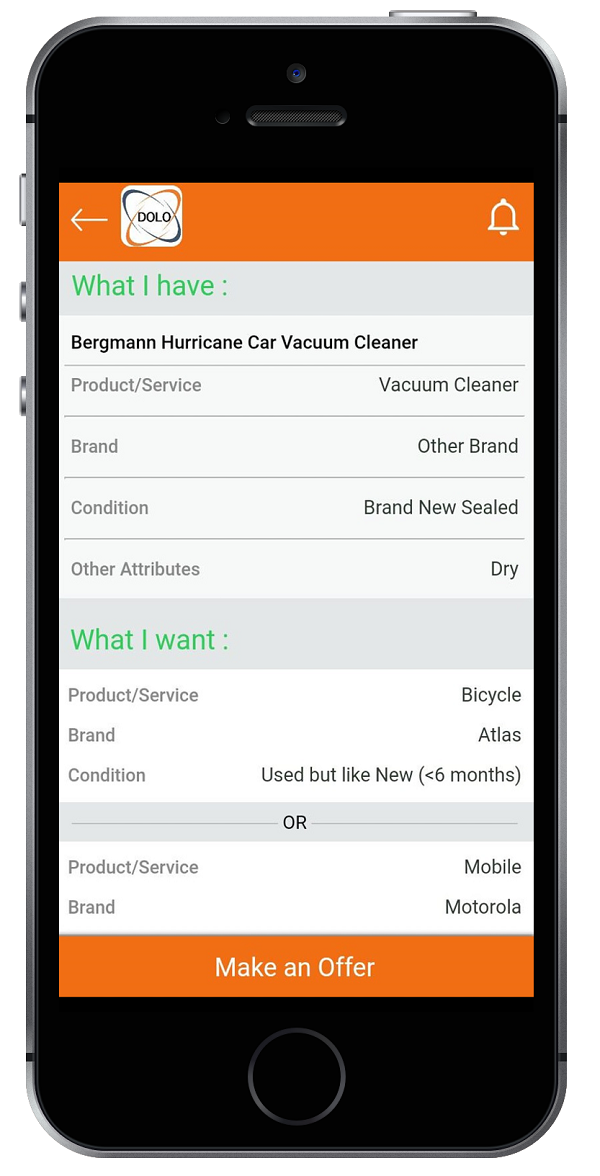 DOLO
What I have :
Bergmann Hurricane Car Vacuum Cleaner
Product/Service Vacuum Cleaner
Brand Other Brand
Condition Brand New Sealed
Other Attributes Dry
What I want :
Product/Service Bicycle
Brand Atlas
Condition Used but like New (<6 months)
OR
Product/Service Mobile
Brand Motorola
Make an Offer